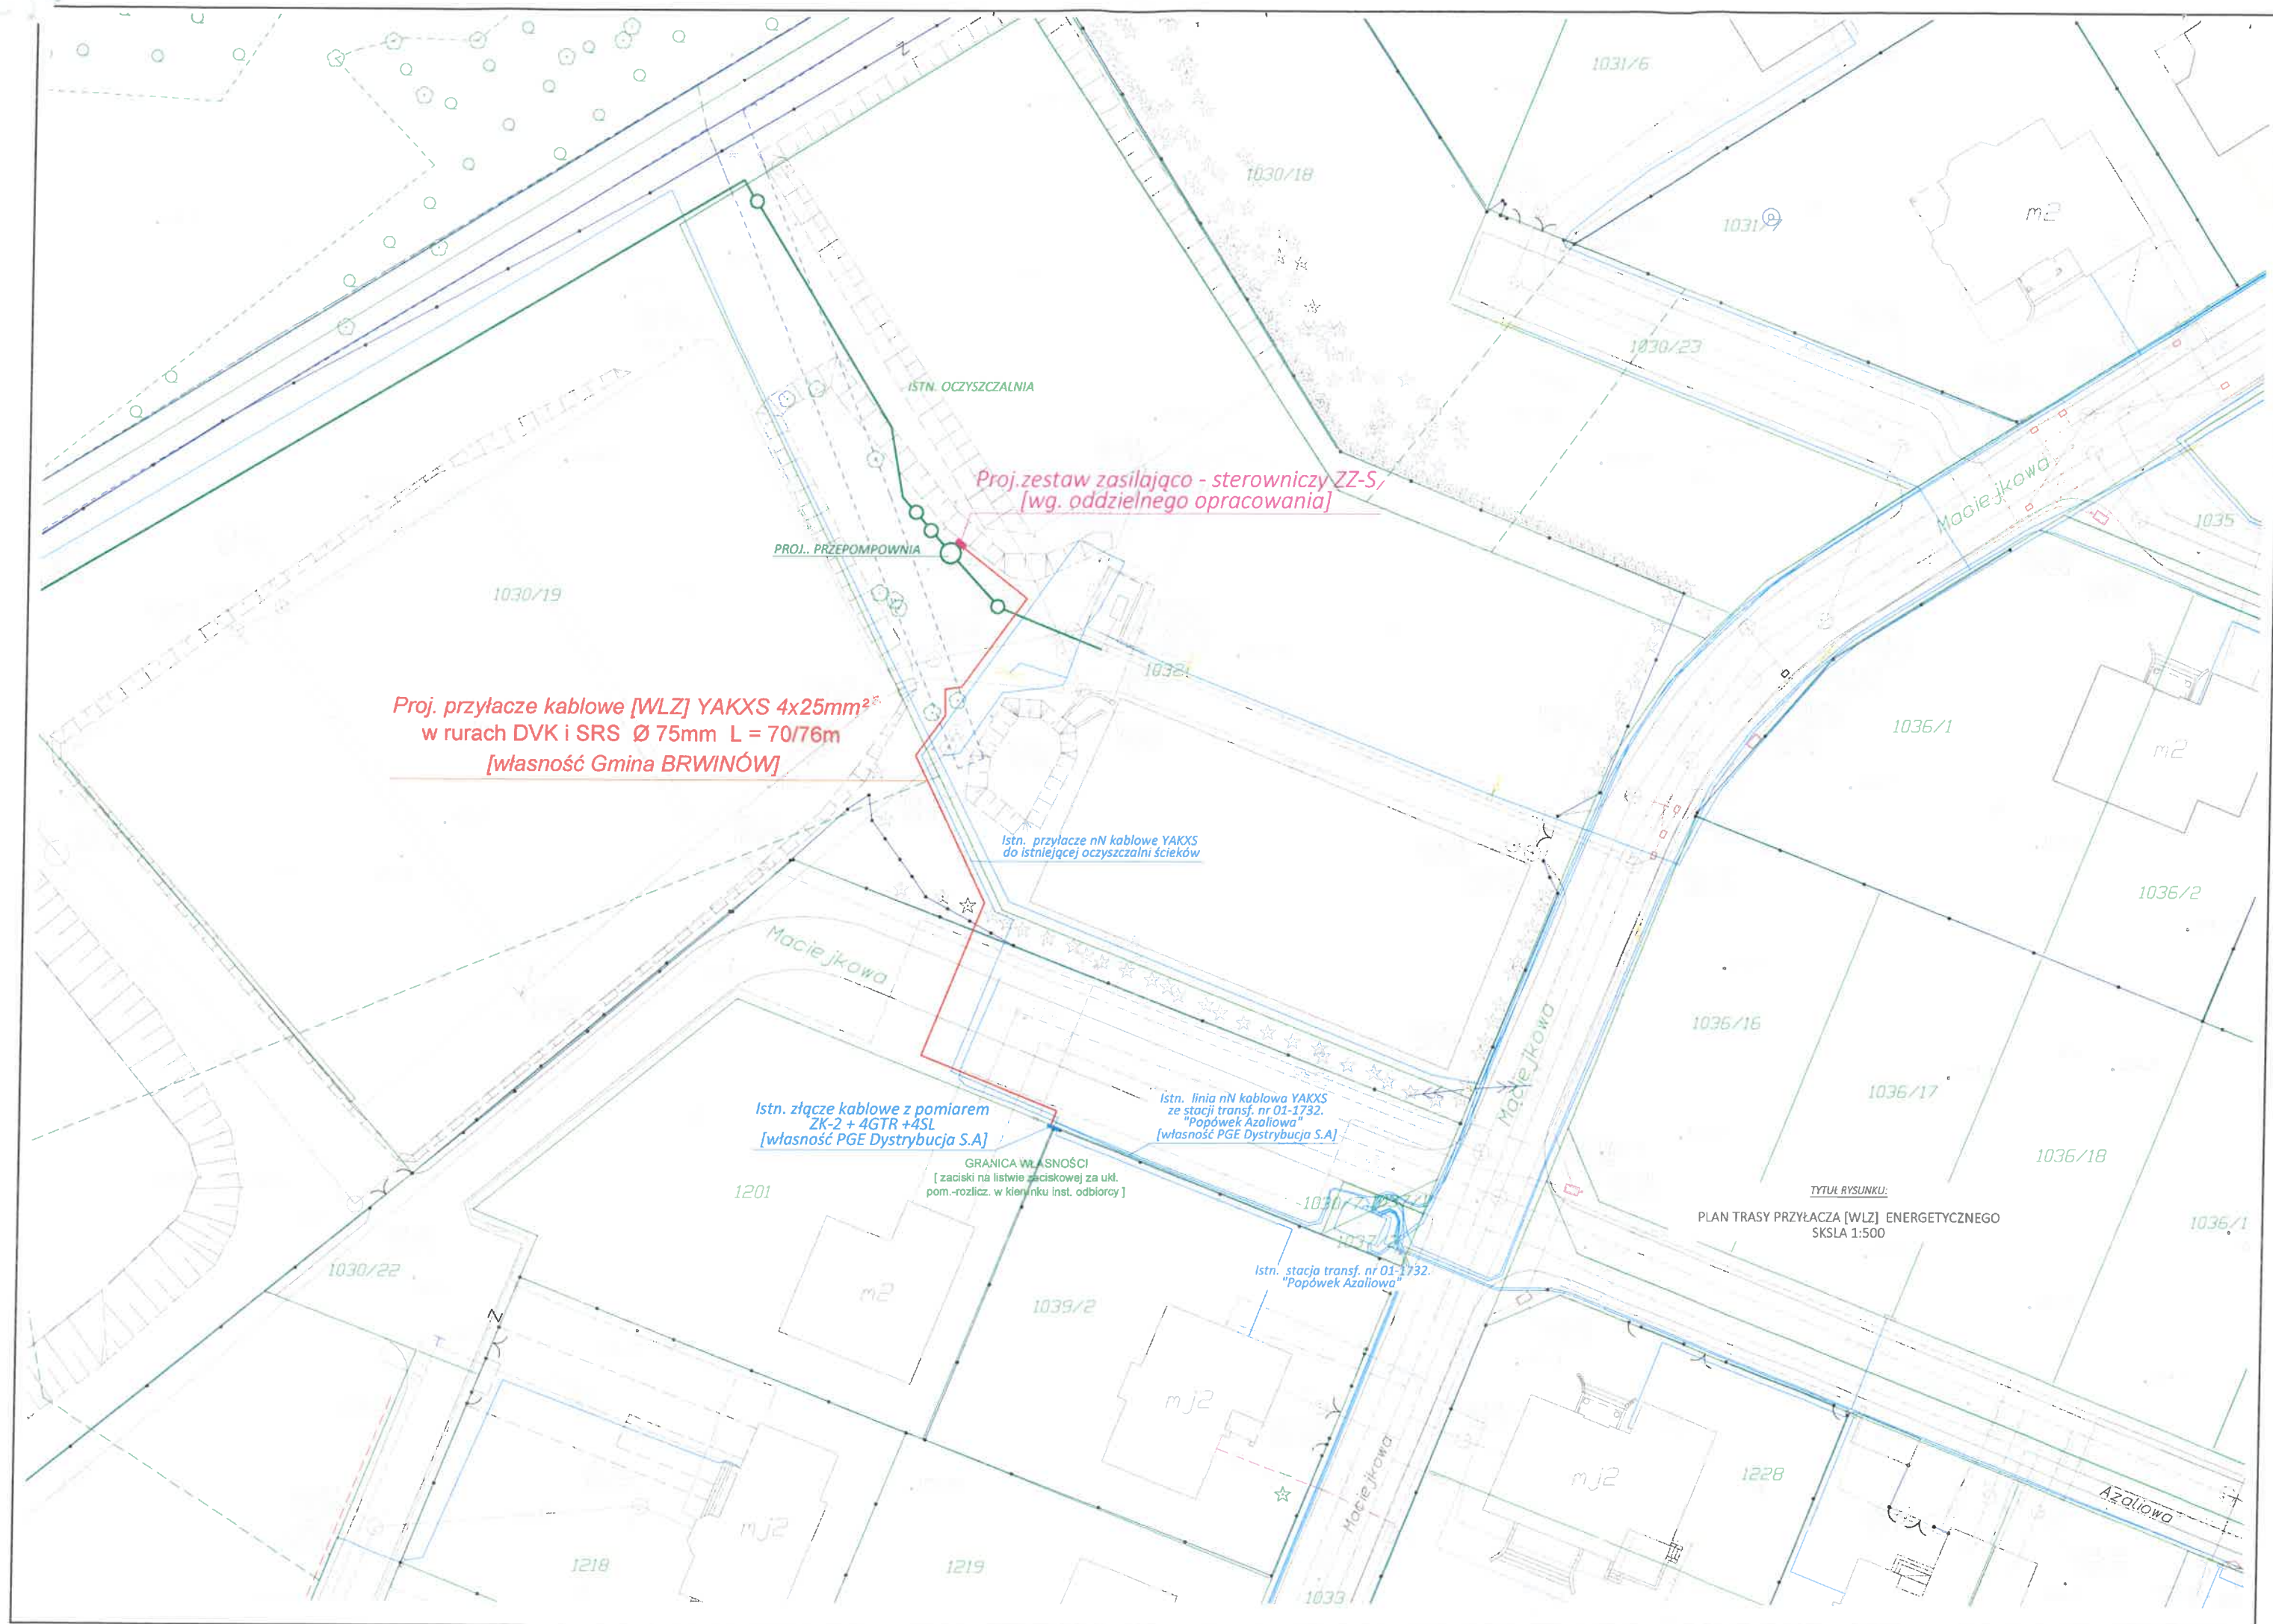 1031/6
1030/18
m2
1031/7
1030/23
ISTN. OCZYSZCZALNIA
Maciejkowa
Proj.zestaw zasilająco - sterowniczy ZZ-S,
[wg. oddzielnego opracowania]
1035
PROJ.. PRZEPOMPOWNIA
1030/19
1032
Proj. przyłacze kablowe [WLZ] YAKXS 4x25mm²
w rurach DVK i SRS Ø 75mm L = 70/76m
[własność Gmina BRWINÓW]
1036/1
m2
Istn. przyłacze nN kablowe YAKXS
do istniejącej oczyszczalni ścieków
1036/2
Maciejkowa
1036/16
Maciejkowa
1036/17
Istn. złącze kablowe z pomiarem
ZK-2 + 4GTR +4SL
[własność PGE Dystrybucja S.A]
Istn. linia nN kablowa YAKXS
ze stacji transf. nr 01-1732.
"Popówek Azaliowa"
[własność PGE Dystrybucja S.A]
1036/18
GRANICA WŁASNOŚCI
[ zaciski na listwie zaciskowej za ukł.
pom.-rozlicz. w kierunku inst. odbiorcy ]
1201
1030/7
1037/2
TYTUŁ RYSUNKU:
PLAN TRASY PRZYŁACZA [WLZ] ENERGETYCZNEGO
SKSLA 1:500
1036/1
1030/22
Istn. stacja transf. nr 01-1732.
"Popówek Azaliowa"
m2
1039/2
mj2
Maciejkowa
mj2
1228
Azaliowa
mj2
1218
1219
1033